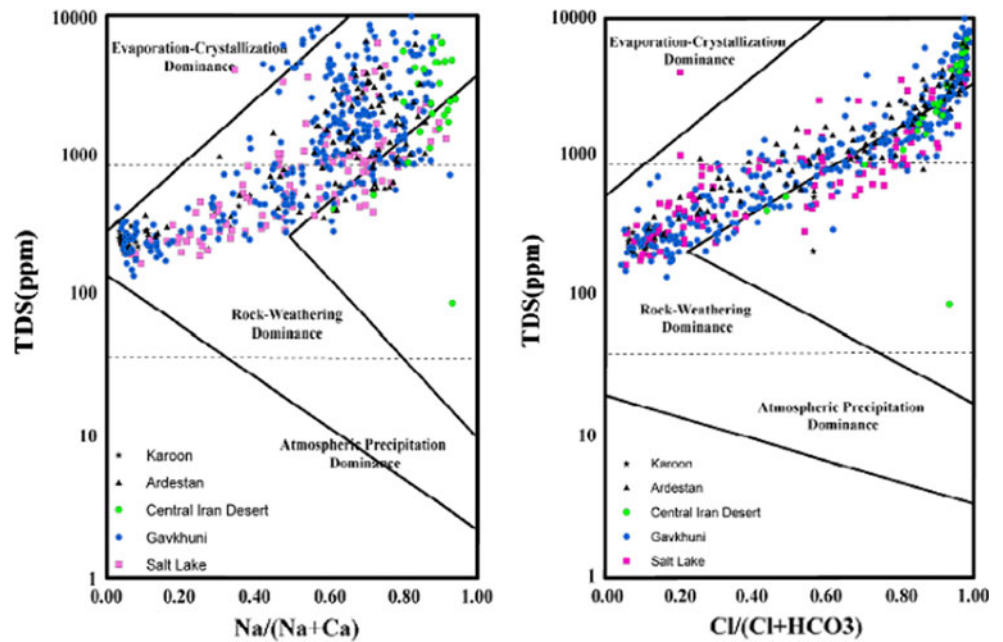 10000
1000
100
10
1
TDS(ppm)
Evaporation-Crystallization
Dominance
Rock-Weathering
Dominance
Atmospheric Precipitation
Dominance
Karoon
Ardestan
Central Iran Desert
Gavkhuni
Salt Lake
0.00 0.20 0.40 0.60 0.80 1.00
Na/(Na+Ca)
10000
1000
100
10
1
TDS(ppm)
Evaporation-Crystallization
Dominance
Rock-Weathering
Dominance
Atmospheric Precipitation
Dominance
Karoon
Ardestan
Central Iran Desert
Gavkhuni
Salt Lake
0.00 0.20 0.40 0.60 0.80 1.00
Cl/(Cl+HCO3)